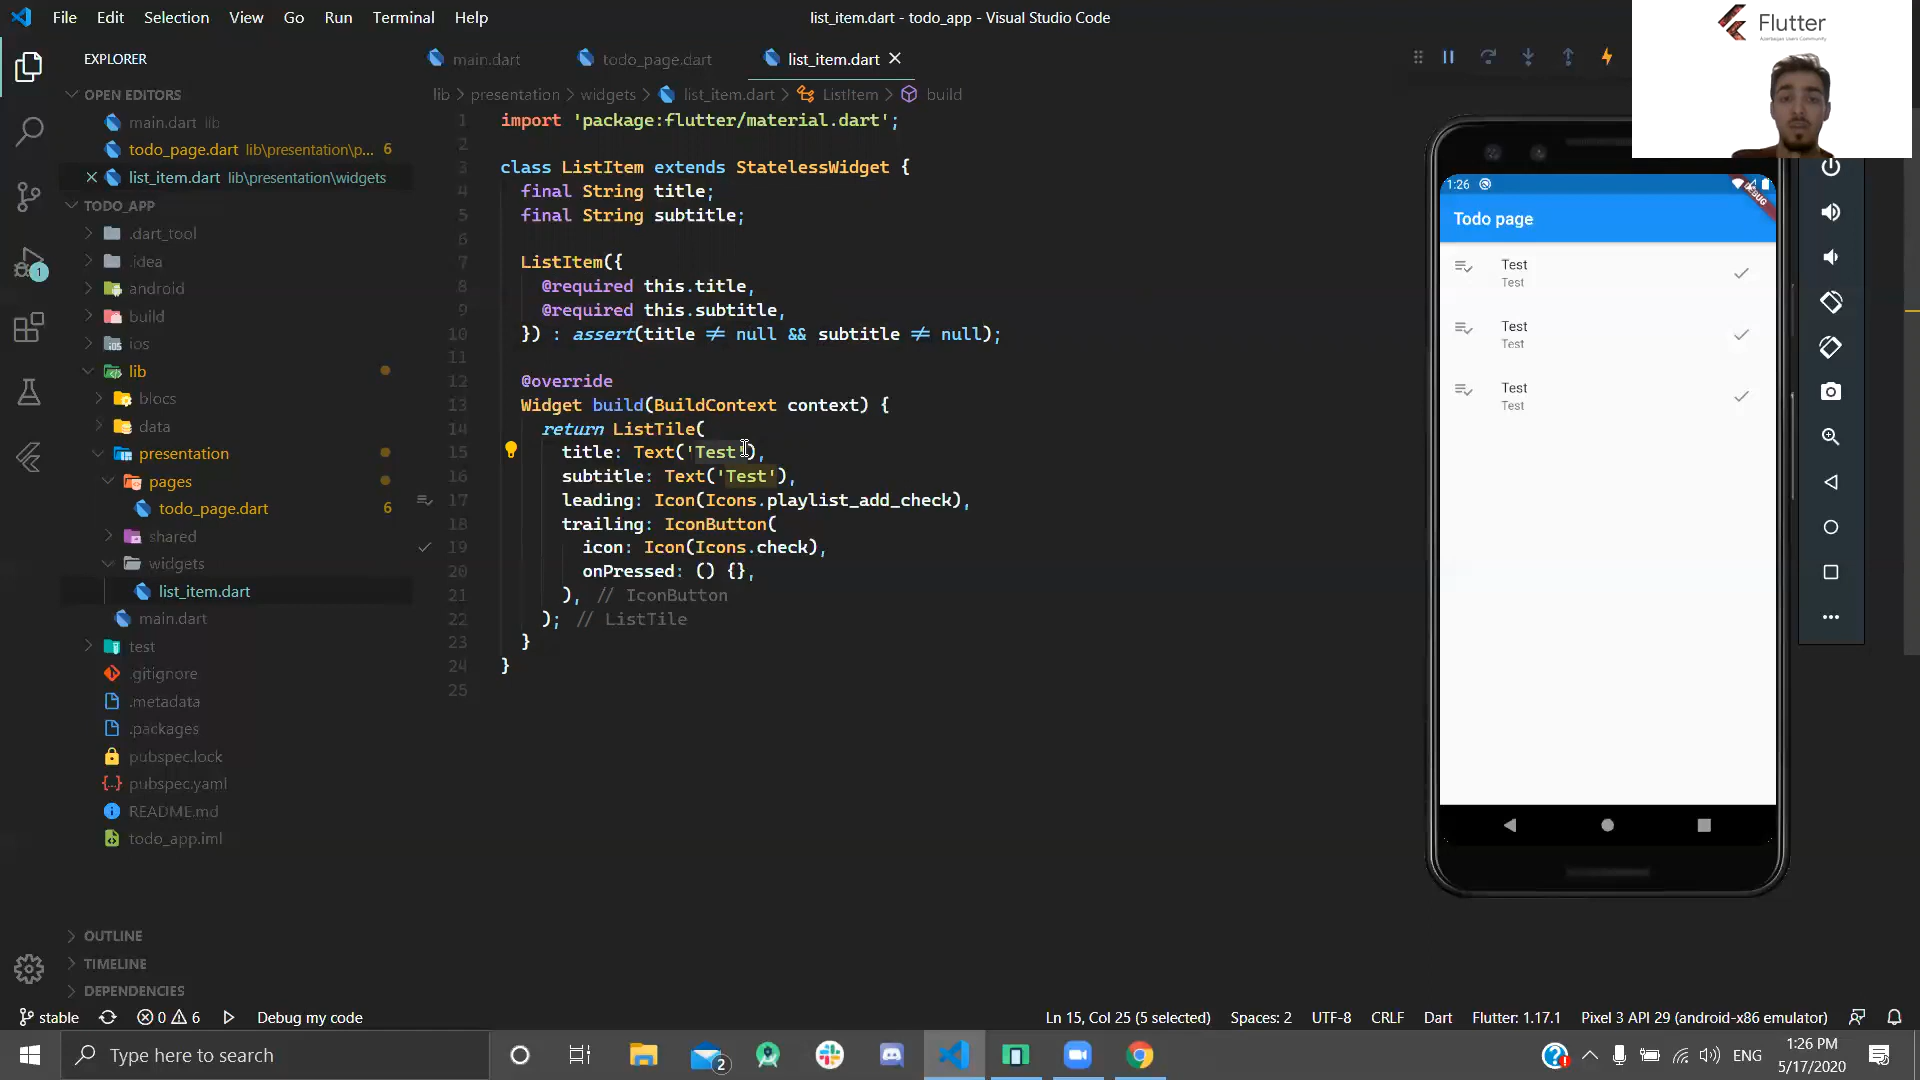 File Edit Selection View Go Run Terminal Help
list_item.dart - todo_app - Visual Studio Code
Flutter
EXPLORER
main.dart
todo_page.dart
list_item.dart
OPEN EDITORS
main.dart lib
todo_page.dart lib\presentation\p... 6
list_item.dart lib\presentation\widgets
TODO_APP
.dart_tool
.idea
android
build
ios
lib
blocs
data
presentation
pages
todo_page.dart 6
shared
widgets
list_item.dart
main.dart
test
.gitignore
.metadata
.packages
pubspec.lock
pubspec.yaml
README.md
todo_app.iml
OUTLINE
TIMELINE
DEPENDENCIES
1
lib > presentation > widgets > list_item.dart > ListItem > build
1 import 'package:flutter/material.dart';
2
3 class ListItem extends StatelessWidget {
4 final String title;
5 final String subtitle;
6
7 ListItem({
8 @required this.title,
9 @required this.subtitle,
10 }) : assert(title ≠ null && subtitle ≠ null);
11
12 @override
13 Widget build(BuildContext context) {
14 return ListTile(
15 title: Text('Test'),
16 subtitle: Text('Test'),
17 leading: Icon(Icons.playlist_add_check),
18 trailing: IconButton(
19 icon: Icon(Icons.check),
20 onPressed: () {},
21 ), // IconButton
22 ); // ListTile
23 }
24 }
25
1:26
DEBUG
Todo page
Test
Test
Test
Test
Test
Test
stable 0 6 Debug my code
Ln 15, Col 25 (5 selected) Spaces: 2 UTF-8 CRLF Dart Flutter: 1.17.1 Pixel 3 API 29 (android-x86 emulator)
Type here to search
2
ENG
1:26 PM
5/17/2020